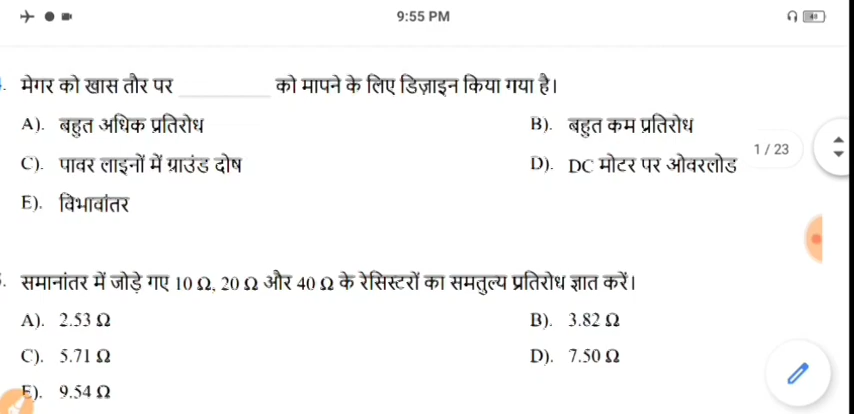 9:55 PM
मेगर को खास तौर पर ________ को मापने के लिए डिज़ाइन किया गया है।
A). बहुत अधिक प्रतिरोध B). बहुत कम प्रतिरोध
1 / 23
C). पावर लाइनों में ग्राउंड दोष D). DC मोटर पर ओवरलोड
E). विभावांतर
समानांतर में जोड़े गए 10 Ω, 20 Ω और 40 Ω के रेसिस्टरों का समतुल्य प्रतिरोध ज्ञात करें।
A). 2.53 Ω B). 3.82 Ω
C). 5.71 Ω D). 7.50 Ω
E). 9.54 Ω